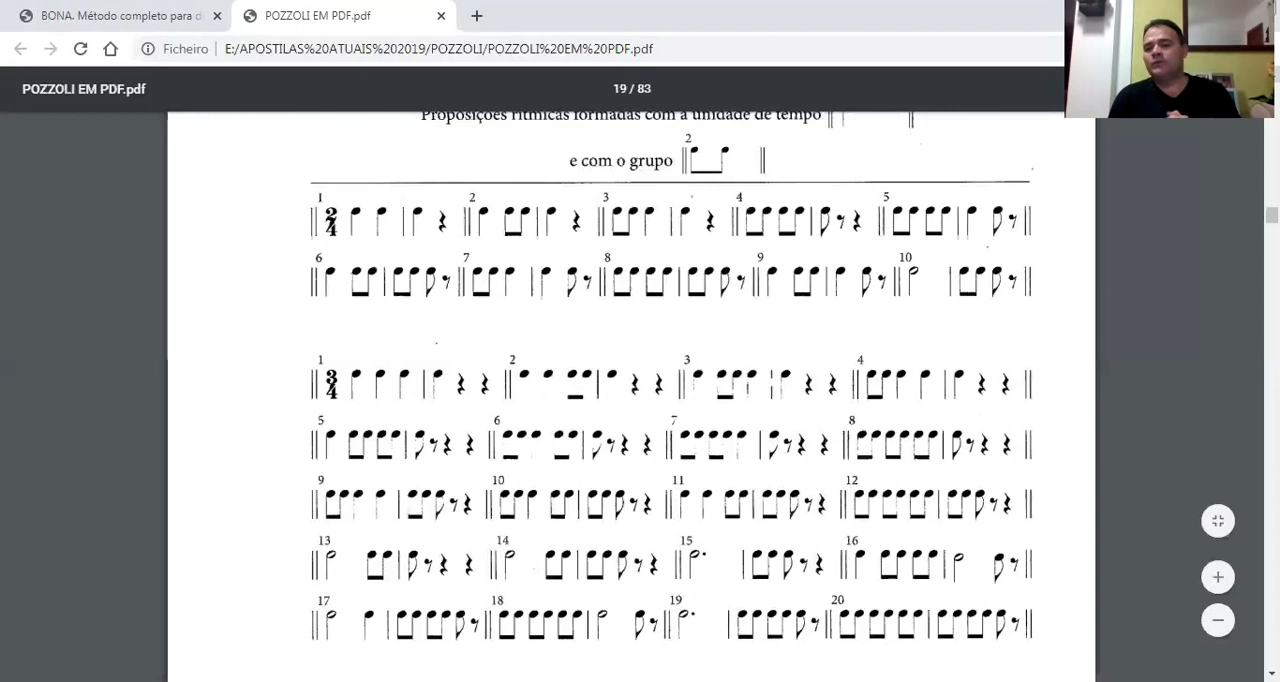 BONA. Método completo para d
POZZOLI EM PDF.pdf
Ficheiro | E:/APOSTILAS%20ATUAIS%202019/POZZOLI/POZZOLI%20EM%20PDF.pdf
POZZOLI EM PDF.pdf 19 / 83
Proposições rítmicas formadas com a unidade de tempo
2
e com o grupo
1 2 3 4 5
2
4
6 7 8 9 10
1 2 3 4
3
4
5 6 7 8
9 10 11 12
13 14 15 16
17 18 19 20